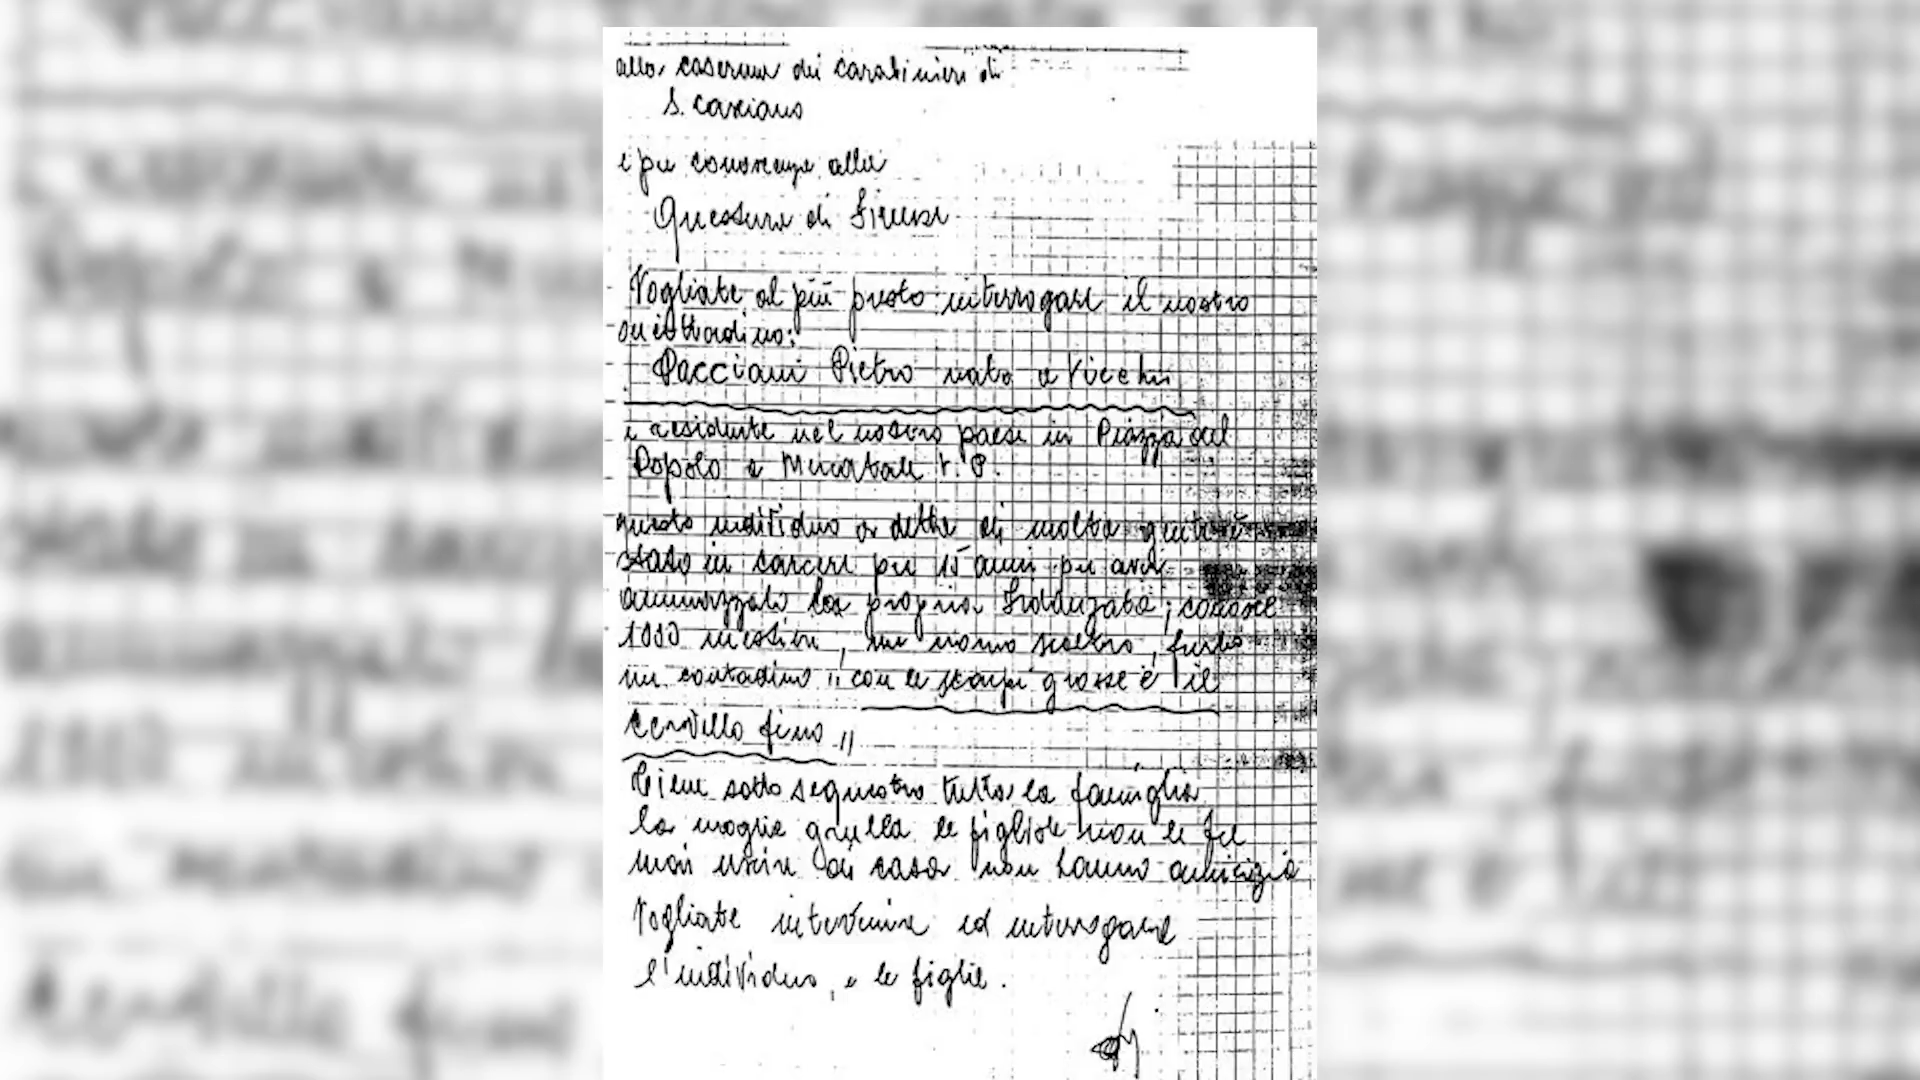 alla caserma dei carabinieri di
S. Casciano
e per conoscenza alla
Questura di Firenze
Vogliate al più presto interrogare il nostro
concittadino:
Pacciani Pietro nato a Vicchio
e residente nel nostro paese in Piazza del
Popolo a Mercatale V. P.
questo individuo a detta di molta gente è
stato in carcere per 15 anni per aver
ammazzato la propria fidanzata; conosce
1000 mestieri, un uomo scaltro, furbo
un contadino "con le scarpe grosse e il
cervello fino"
Tiene sotto sequestro tutta la famiglia
la moglie grulla le figliole non le fa
mai uscire di casa non hanno amicizie
Vogliate intervenire ed interrogare
l'individuo, e le figlie.